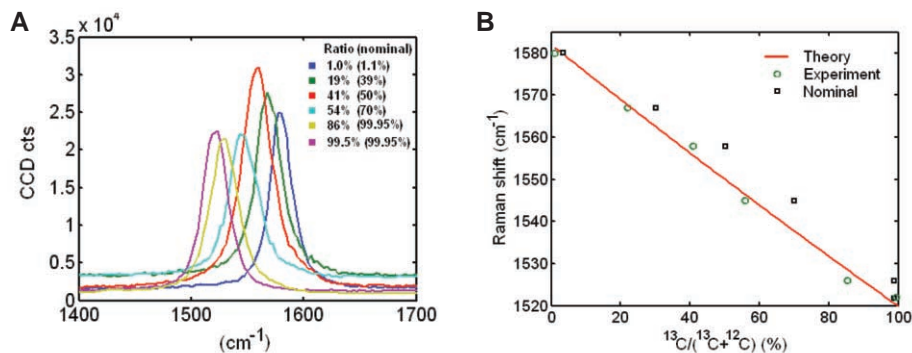 A
x 10⁴
3.5
3
2.5
2
1.5
1
0.5
0
CCD cts
Ratio (nominal)
1.0% (1.1%)
19% (39%)
41% (50%)
54% (70%)
86% (99.95%)
99.5% (99.95%)
1400 1500 1600 1700
(cm⁻¹)
B
1580
1570
1560
1550
1540
1530
1520
Raman shift (cm⁻¹)
Theory
Experiment
Nominal
0 20 40 60 80 100
¹³C/(¹³C+¹²C) (%)